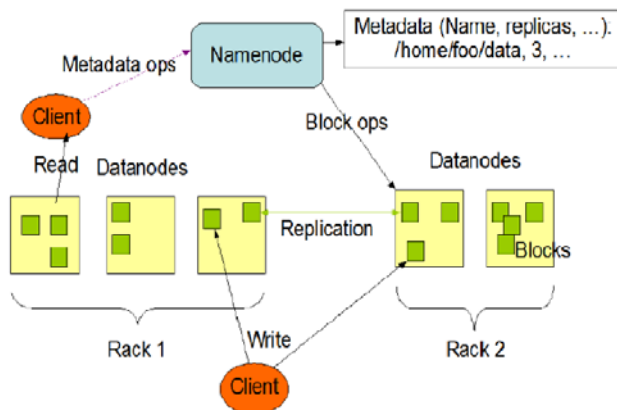 Metadata (Name, replicas, ...):
/home/foo/data, 3, ...
Namenode
Metadata ops
Client
Block ops
Read
Datanodes
Datanodes
Replication
Blocks
Rack 1
Write
Rack 2
Client